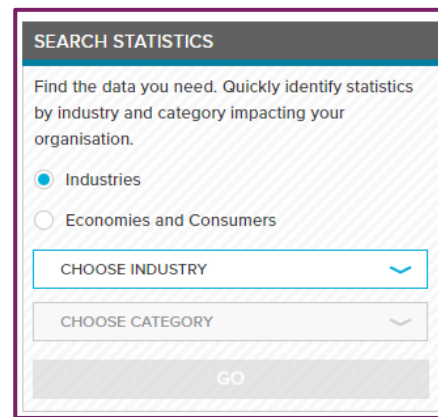 SEARCH STATISTICS
Find the data you need. Quickly identify statistics
by industry and category impacting your
organisation.
Industries
Economies and Consumers
CHOOSE INDUSTRY
CHOOSE CATEGORY
GO